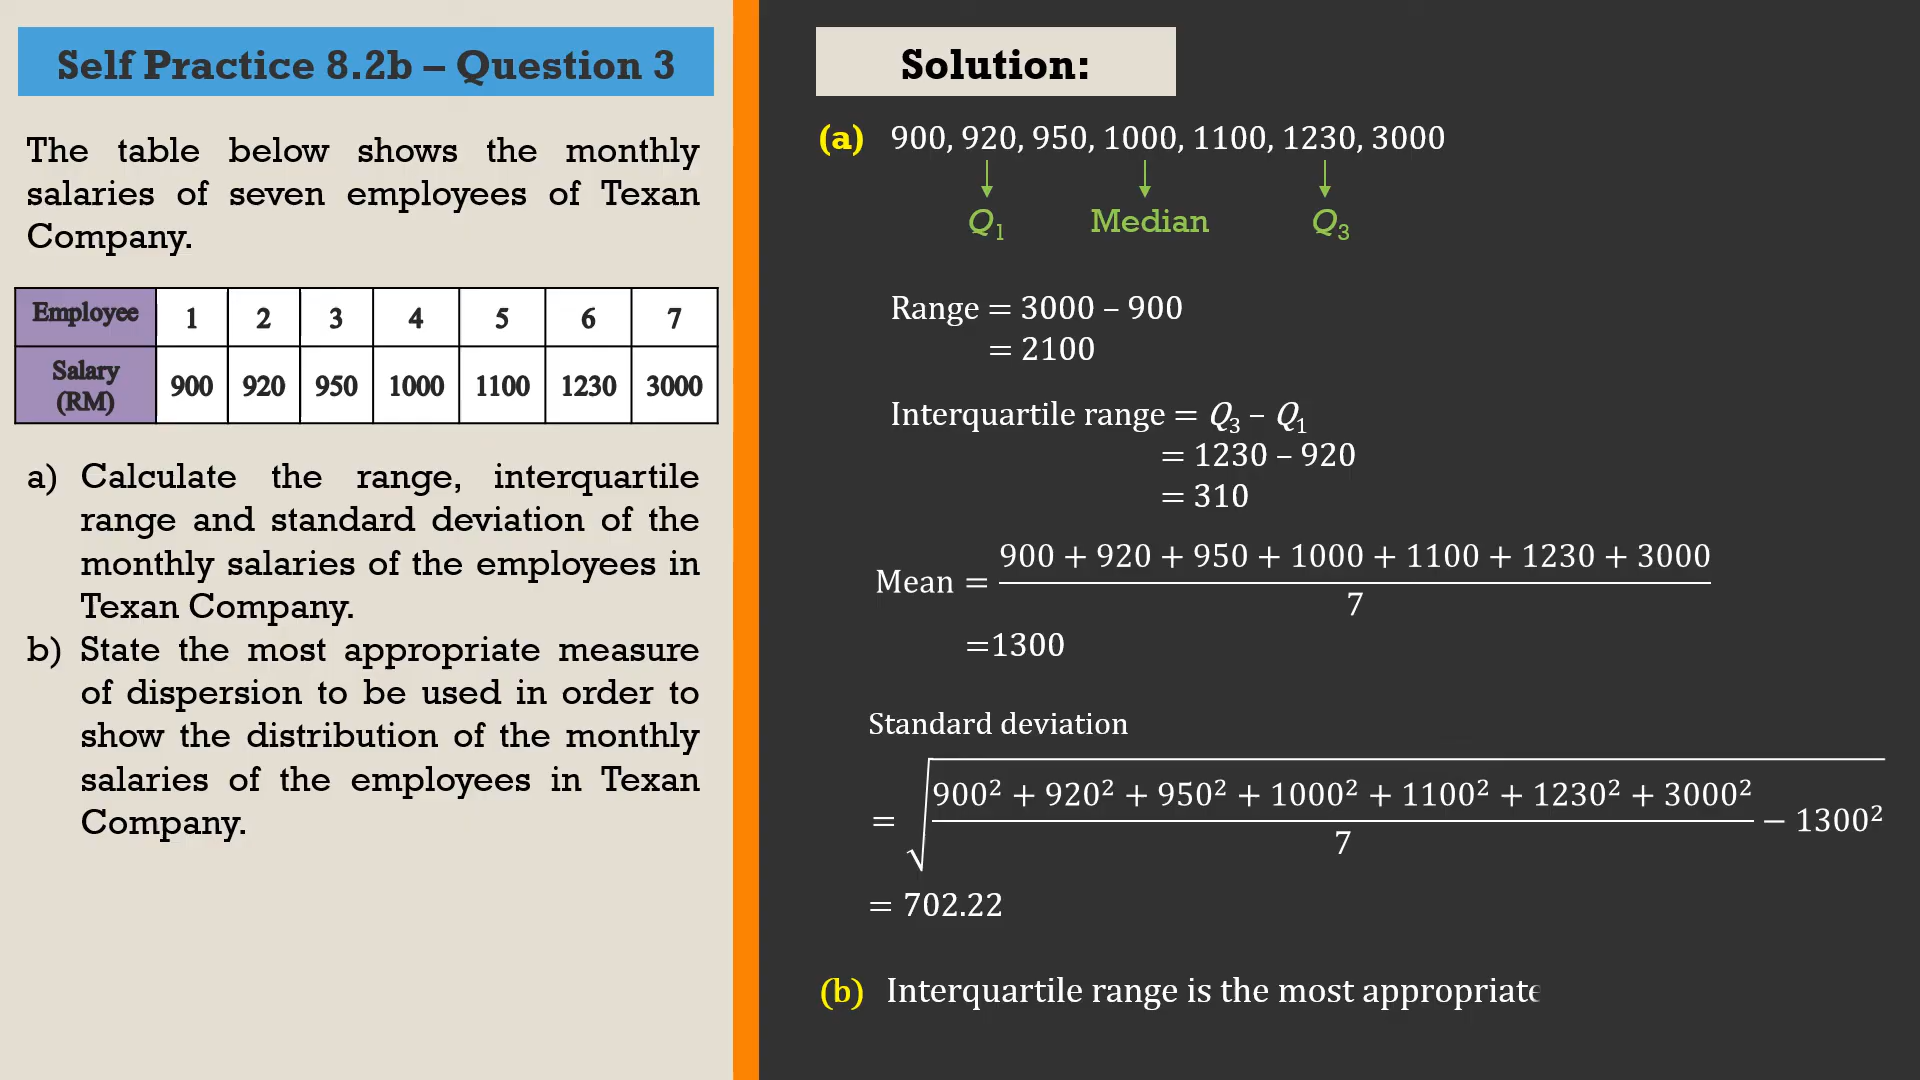 Self Practice 8.2b – Question 3
The table below shows the monthly
salaries of seven employees of Texan
Company.
Employee 1 2 3 4 5 6 7
Salary
(RM) 900 920 950 1000 1100 1230 3000
a) Calculate the range, interquartile
range and standard deviation of the
monthly salaries of the employees in
Texan Company.
b) State the most appropriate measure
of dispersion to be used in order to
show the distribution of the monthly
salaries of the employees in Texan
Company.
Solution:
(a) 900, 920, 950, 1000, 1100, 1230, 3000
Q₁ Median Q₃
Range = 3000 – 900
= 2100
Interquartile range = Q₃ – Q₁
= 1230 – 920
= 310
900 + 920 + 950 + 1000 + 1100 + 1230 + 3000
Mean =
7
=1300
Standard deviation
900² + 920² + 950² + 1000² + 1100² + 1230² + 3000²
= √ − 1300²
7
= 702.22
(b) Interquartile range is the most appropriate